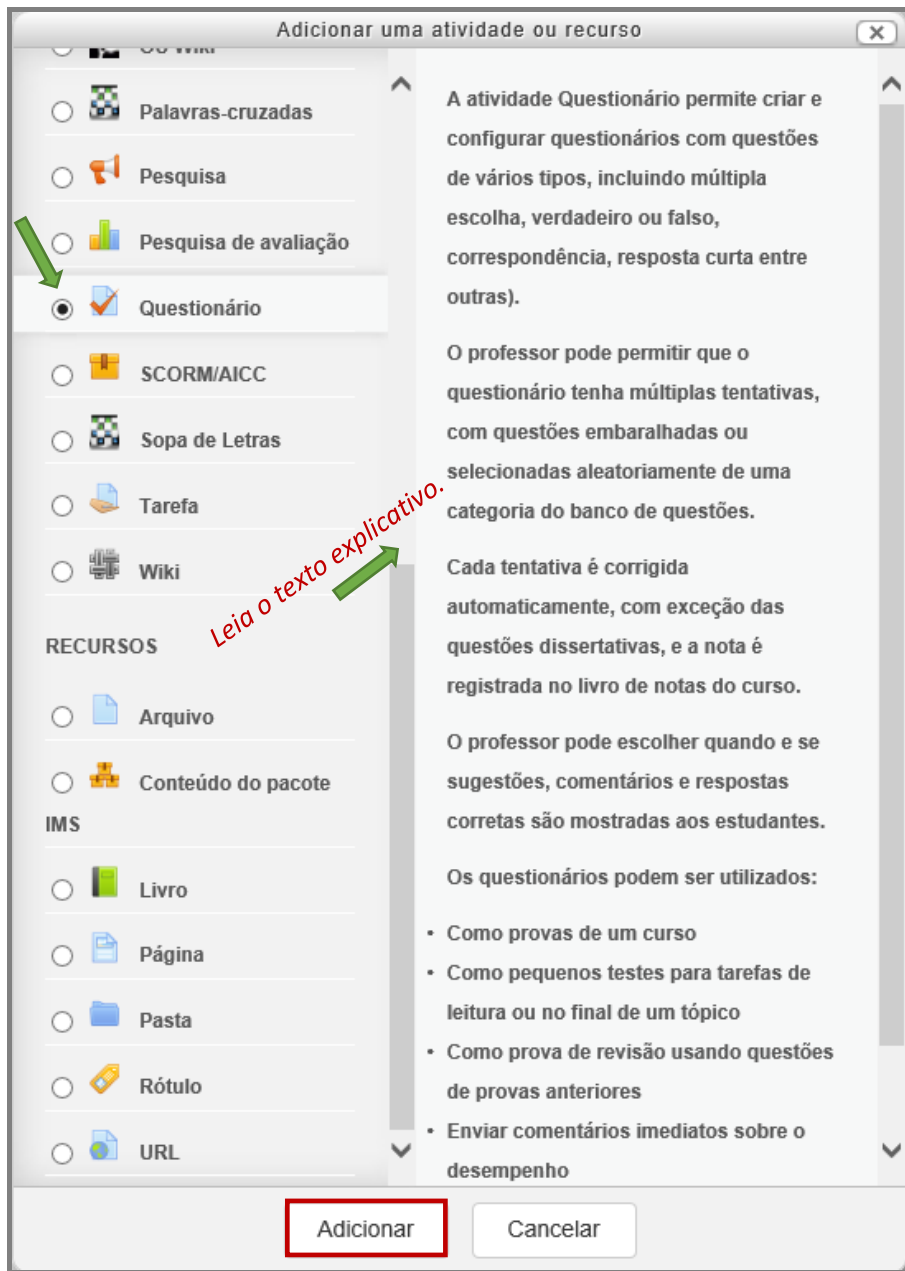 Adicionar uma atividade ou recurso
OU Wiki
Palavras-cruzadas
Pesquisa
Pesquisa de avaliação
Questionário
SCORM/AICC
Sopa de Letras
Tarefa
Wiki
RECURSOS
Arquivo
Conteúdo do pacote
IMS
Livro
Página
Pasta
Rótulo
URL
Leia o texto explicativo.
A atividade Questionário permite criar e
configurar questionários com questões
de vários tipos, incluindo múltipla
escolha, verdadeiro ou falso,
correspondência, resposta curta entre
outras).
O professor pode permitir que o
questionário tenha múltiplas tentativas,
com questões embaralhadas ou
selecionadas aleatoriamente de uma
categoria do banco de questões.
Cada tentativa é corrigida
automaticamente, com exceção das
questões dissertativas, e a nota é
registrada no livro de notas do curso.
O professor pode escolher quando e se
sugestões, comentários e respostas
corretas são mostradas aos estudantes.
Os questionários podem ser utilizados:
• Como provas de um curso
• Como pequenos testes para tarefas de
leitura ou no final de um tópico
• Como prova de revisão usando questões
de provas anteriores
• Enviar comentários imediatos sobre o
desempenho
Adicionar
Cancelar